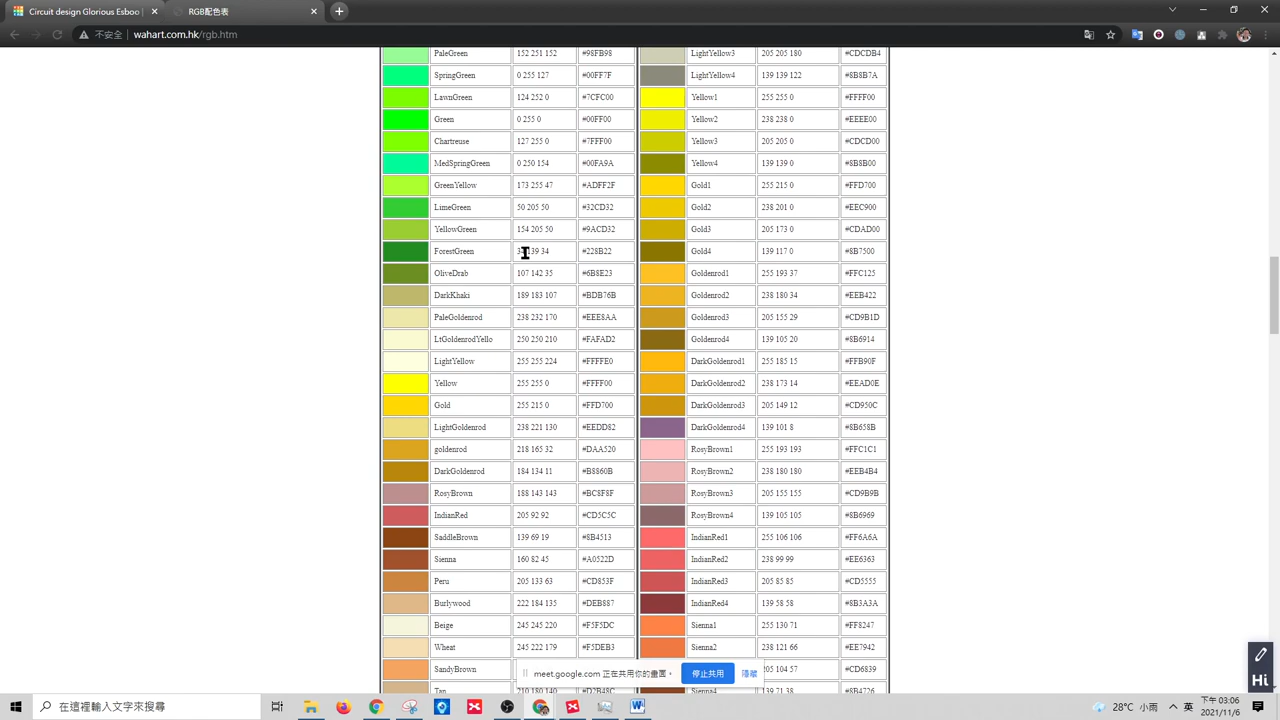 Circuit design Glorious Esboo
RGB配色表
不安全
wahart.com.hk/rgb.htm
PaleGreen 152 251 152 #98FB98 LightYellow3 205 205 180 #CDCDB4
SpringGreen 0 255 127 #00FF7F LightYellow4 139 139 122 #8B8B7A
LawnGreen 124 252 0 #7CFC00 Yellow1 255 255 0 #FFFF00
Green 0 255 0 #00FF00 Yellow2 238 238 0 #EEEE00
Chartreuse 127 255 0 #7FFF00 Yellow3 205 205 0 #CDCD00
MedSpringGreen 0 250 154 #00FA9A Yellow4 139 139 0 #8B8B00
GreenYellow 173 255 47 #ADFF2F Gold1 255 215 0 #FFD700
LimeGreen 50 205 50 #32CD32 Gold2 238 201 0 #EEC900
YellowGreen 154 205 50 #9ACD32 Gold3 205 173 0 #CDAD00
ForestGreen 139 34 #228B22 Gold4 139 117 0 #8B7500
OliveDrab 107 142 35 #6B8E23 Goldenrod1 255 193 37 #FFC125
DarkKhaki 189 183 107 #BDB76B Goldenrod2 238 180 34 #EEB422
PaleGoldenrod 238 232 170 #EEE8AA Goldenrod3 205 155 29 #CD9B1D
LtGoldenrodYello 250 250 210 #FAFAD2 Goldenrod4 139 105 20 #8B6914
LightYellow 255 255 224 #FFFFE0 DarkGoldenrod1 255 185 15 #FFB90F
Yellow 255 255 0 #FFFF00 DarkGoldenrod2 238 173 14 #EEAD0E
Gold 255 215 0 #FFD700 DarkGoldenrod3 205 149 12 #CD950C
LightGoldenrod 238 221 130 #EEDD82 DarkGoldenrod4 139 101 8 #8B658B
goldenrod 218 165 32 #DAA520 RosyBrown1 255 193 193 #FFC1C1
DarkGoldenrod 184 134 11 #B8860B RosyBrown2 238 180 180 #EEB4B4
RosyBrown 188 143 143 #BC8F8F RosyBrown3 205 155 155 #CD9B9B
IndianRed 205 92 92 #CD5C5C RosyBrown4 139 105 105 #8B6969
SaddleBrown 139 69 19 #8B4513 IndianRed1 255 106 106 #FF6A6A
Sienna 160 82 45 #A0522D IndianRed2 238 99 99 #EE6363
Peru 205 133 63 #CD853F IndianRed3 205 85 85 #CD5555
Burlywood 222 184 135 #DEB887 IndianRed4 139 58 58 #8B3A3A
Beige 245 245 220 #F5F5DC Sienna1 255 130 71 #FF8247
Wheat 245 222 179 #F5DEB3 Sienna2 238 121 66 #EE7942
SandyBrown 205 104 57 #CD6839
meet.google.com 正在共用你的畫面。 停止共用 隱藏
Tan 210 180 140 #D2B48C Sienna4 139 71 38 #8B4726
Hi
在這裡輸入文字來搜尋
28°C 小雨
英
下午 03:06
2021/11/6